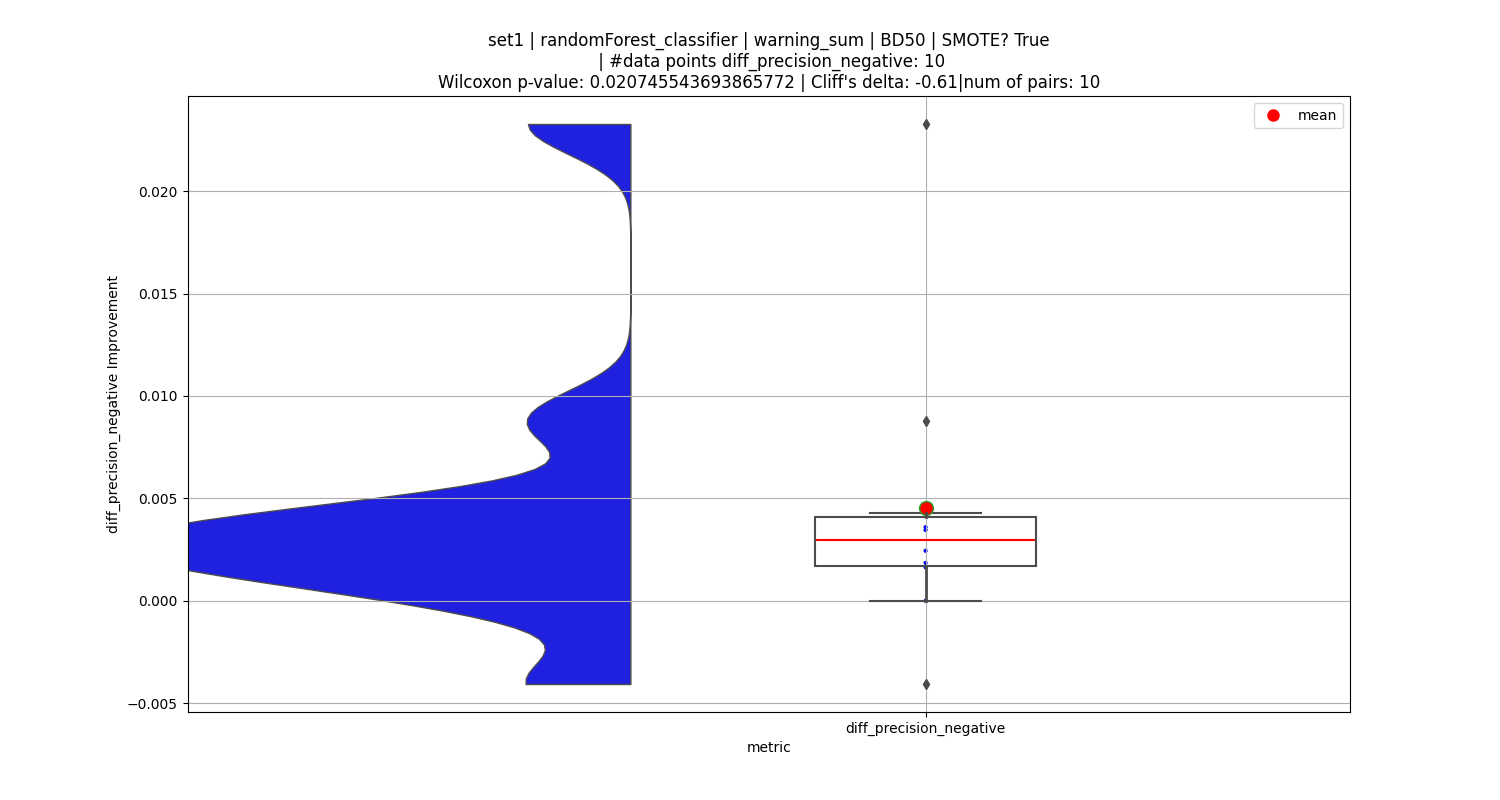 set1 | randomForest_classifier | warning_sum | BD50 | SMOTE? True
| #data points diff_precision_negative: 10
Wilcoxon p-value: 0.020745543693865772 | Cliff's delta: -0.61|num of pairs: 10
mean
0.020
0.015
0.010
0.005
0.000
−0.005
diff_precision_negative Improvement
diff_precision_negative
metric